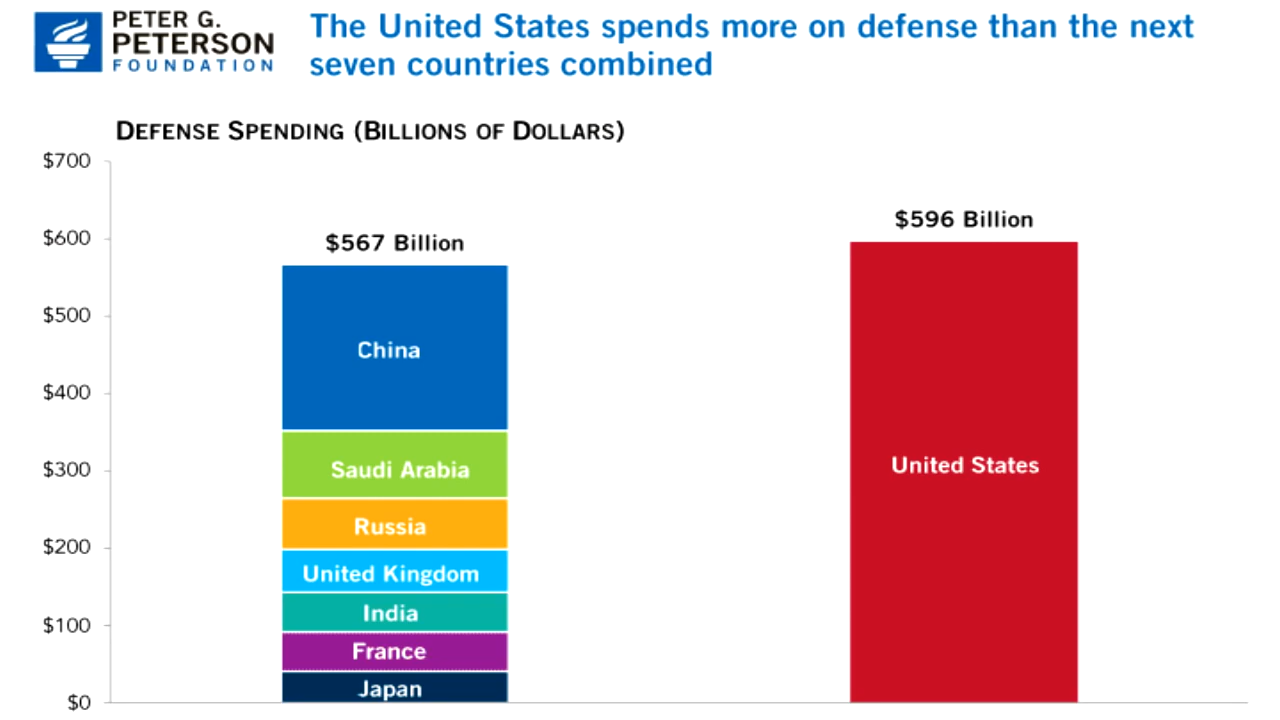 PETER G.
PETERSON
FOUNDATION
The United States spends more on defense than the next
seven countries combined
DEFENSE SPENDING (BILLIONS OF DOLLARS)
$700
$600
$500
$400
$300
$200
$100
$0
$567 Billion
China
Saudi Arabia
Russia
United Kingdom
India
France
Japan
$596 Billion
United States